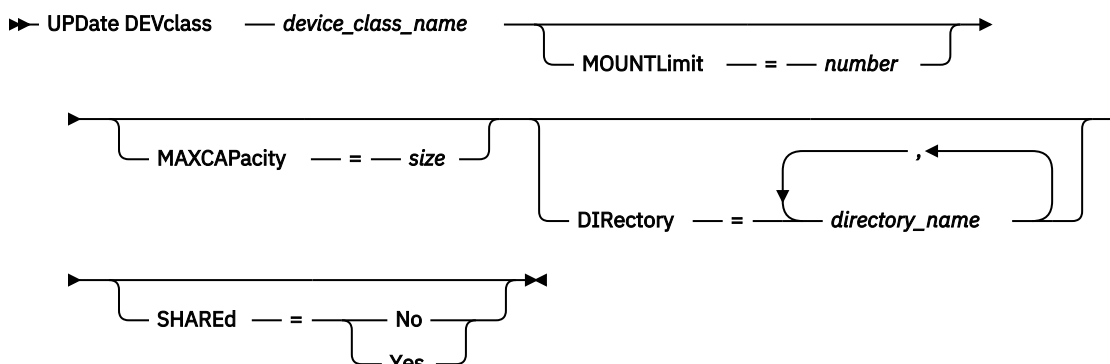 UPDate DEVclass device_class_name
MOUNTLimit = number
MAXCAPacity = size
,
DIRectory = directory_name
SHAREd = No
Yes